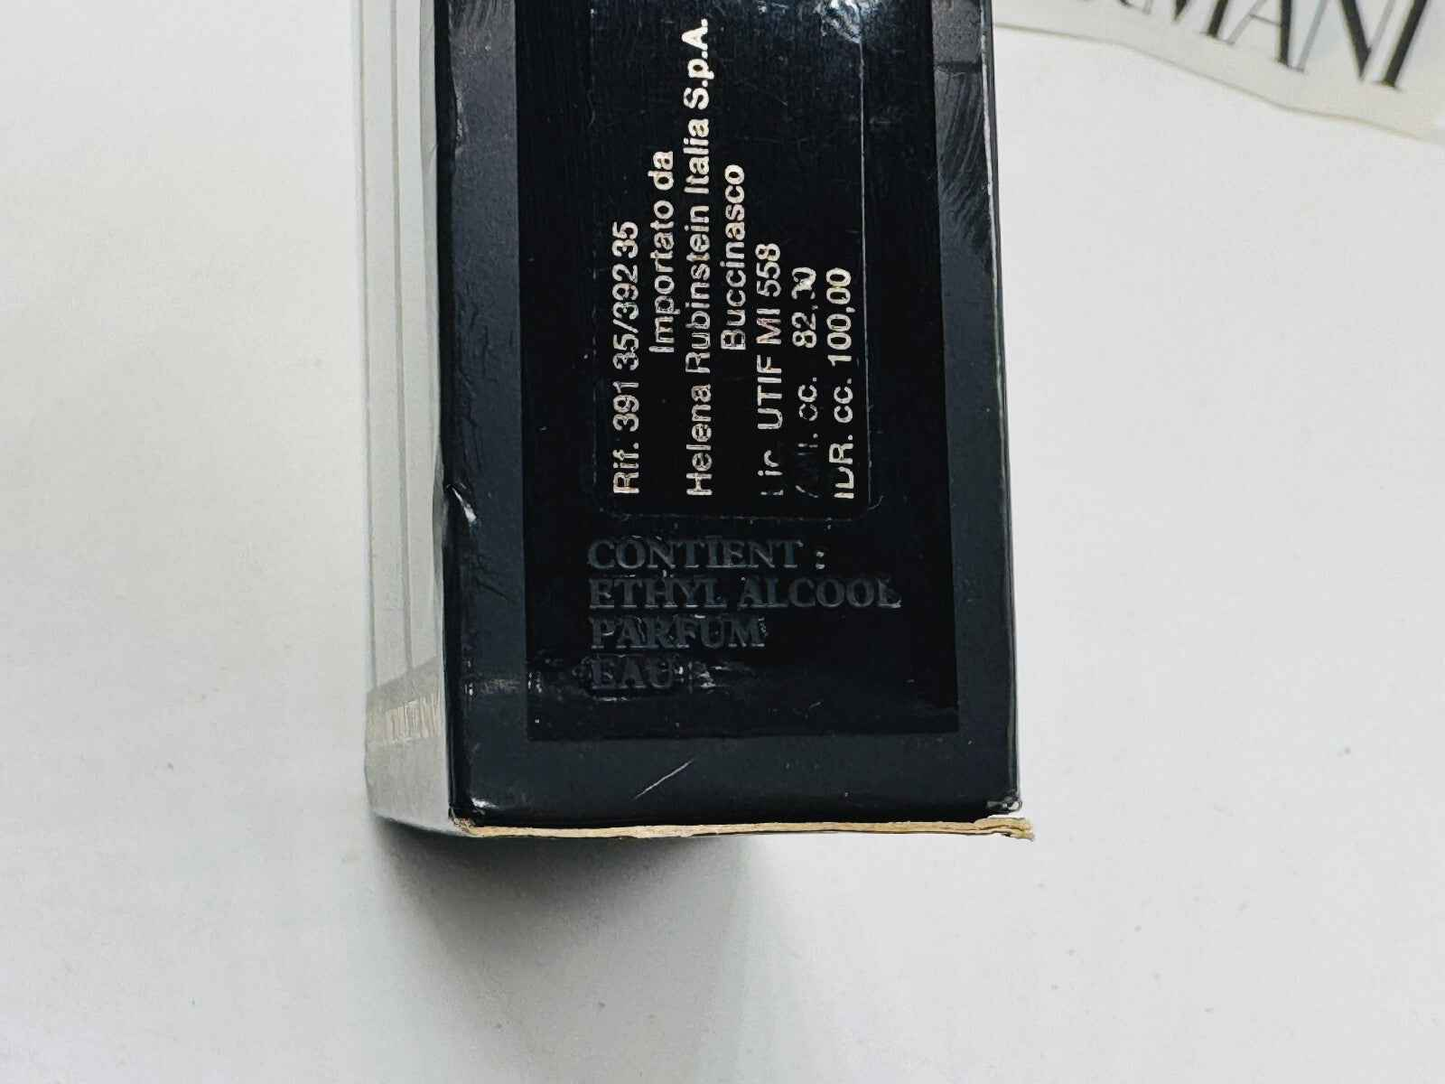 Rif. 391 35/392 35
Importato da
Helena Rubinstein Italia S.p.A.
Buccinasco
Lic. UTIF MI 558
cc. 82,
IDR. cc. 100,00
CONTIENT :
ETHYL ALCOOL
PARFUM
EAU